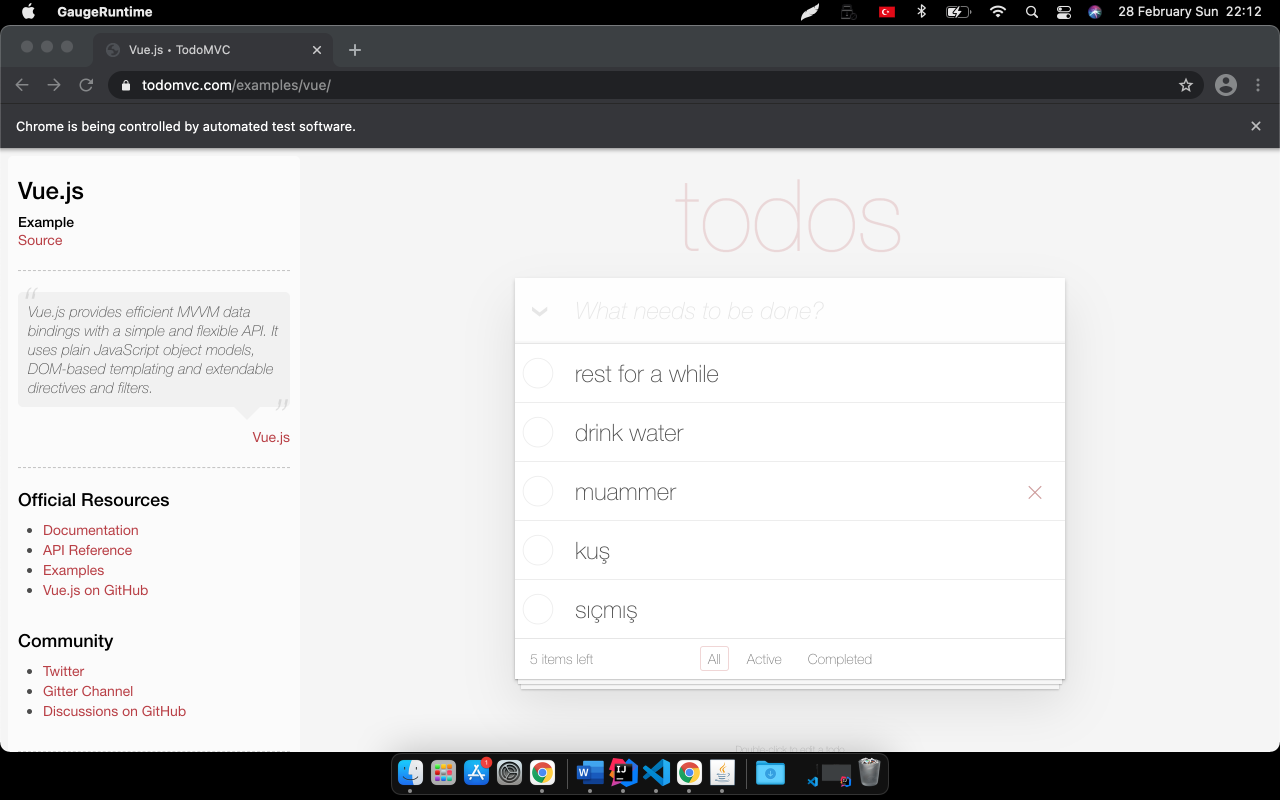 GaugeRuntime
28 February Sun 22:12
Vue.js • TodoMVC
todomvc.com/examples/vue/
Chrome is being controlled by automated test software.
Vue.js
Example
Source
“
Vue.js provides efficient MVVM data
bindings with a simple and flexible API. It
uses plain JavaScript object models,
DOM-based templating and extendable
directives and filters.
”
Vue.js
Official Resources
Documentation
API Reference
Examples
Vue.js on GitHub
Community
Twitter
Gitter Channel
Discussions on GitHub
todos
What needs to be done?
rest for a while
drink water
muammer
kuş
sıçmış
5 items left
All
Active
Completed
Double-click to edit a todo
1
W
IJ